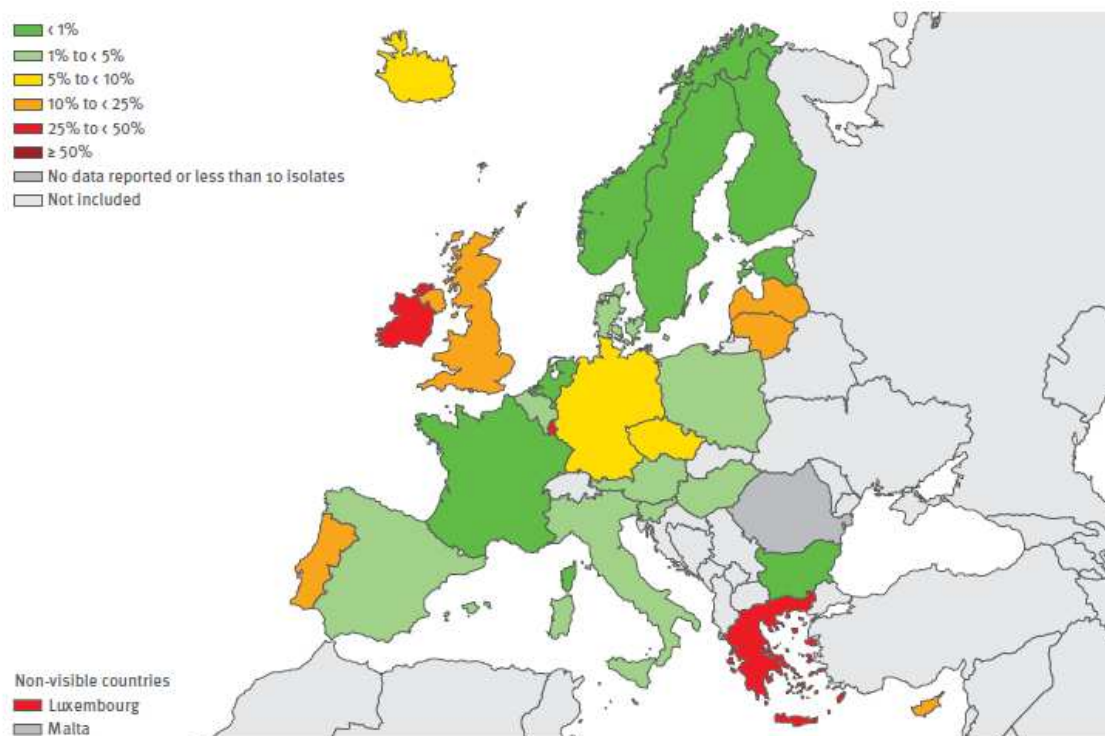 < 1%
1% to < 5%
5% to < 10%
10% to < 25%
25% to < 50%
≥ 50%
No data reported or less than 10 isolates
Not included
Non-visible countries
Luxembourg
Malta